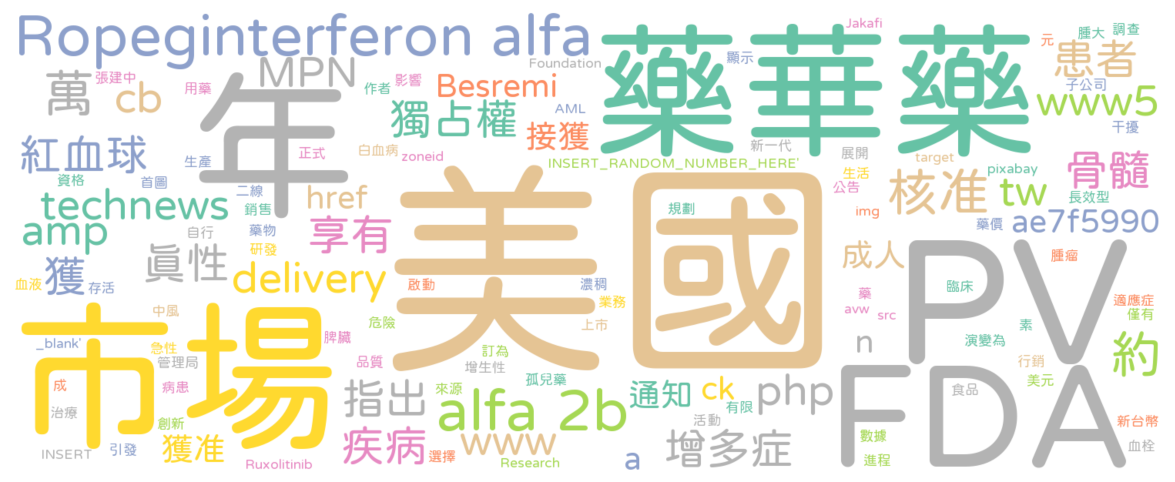 Ropeginterferon alfa
藥華藥
Jakafi
元
腫大
調查
患者
子公司
www5
干擾
顯示
Foundation
MPN
張建中
萬
cb
用藥
年
作者
影響
Besremi
AML
獨占權
接獲
新一代
INSERT_RANDOM_NUMBER_HERE'
展開
target
pixabay
骨髓
生活
公告
核准
tw
長效型
紅血球
生產
正式
白血病
zoneid
資格
首圖
二線
href
美國
規劃
img
藥價
ae7f5990
technews
銷售
藥物
享有
amp
自行
研發
真性
成人
PV
腫瘤
獲
存活
血液
delivery
啟動
濃稠
業務
藥
臨床
avw
src
適應症
僅有
市場
中風
危險
上市
素
n
演變為
約
_blank'
急性
脾臟
管理局
品質
訂為
增生性
孤兒藥
行銷
美元
FDA
食品
成
病患
治療
指出
來源
alfa 2b
通知
ck
有限
php
創新
活動
新台幣
引發
獲准
疾病
選擇
www
增多症
數據
血栓
INSERT
Ruxolitinib
Research
a
進程